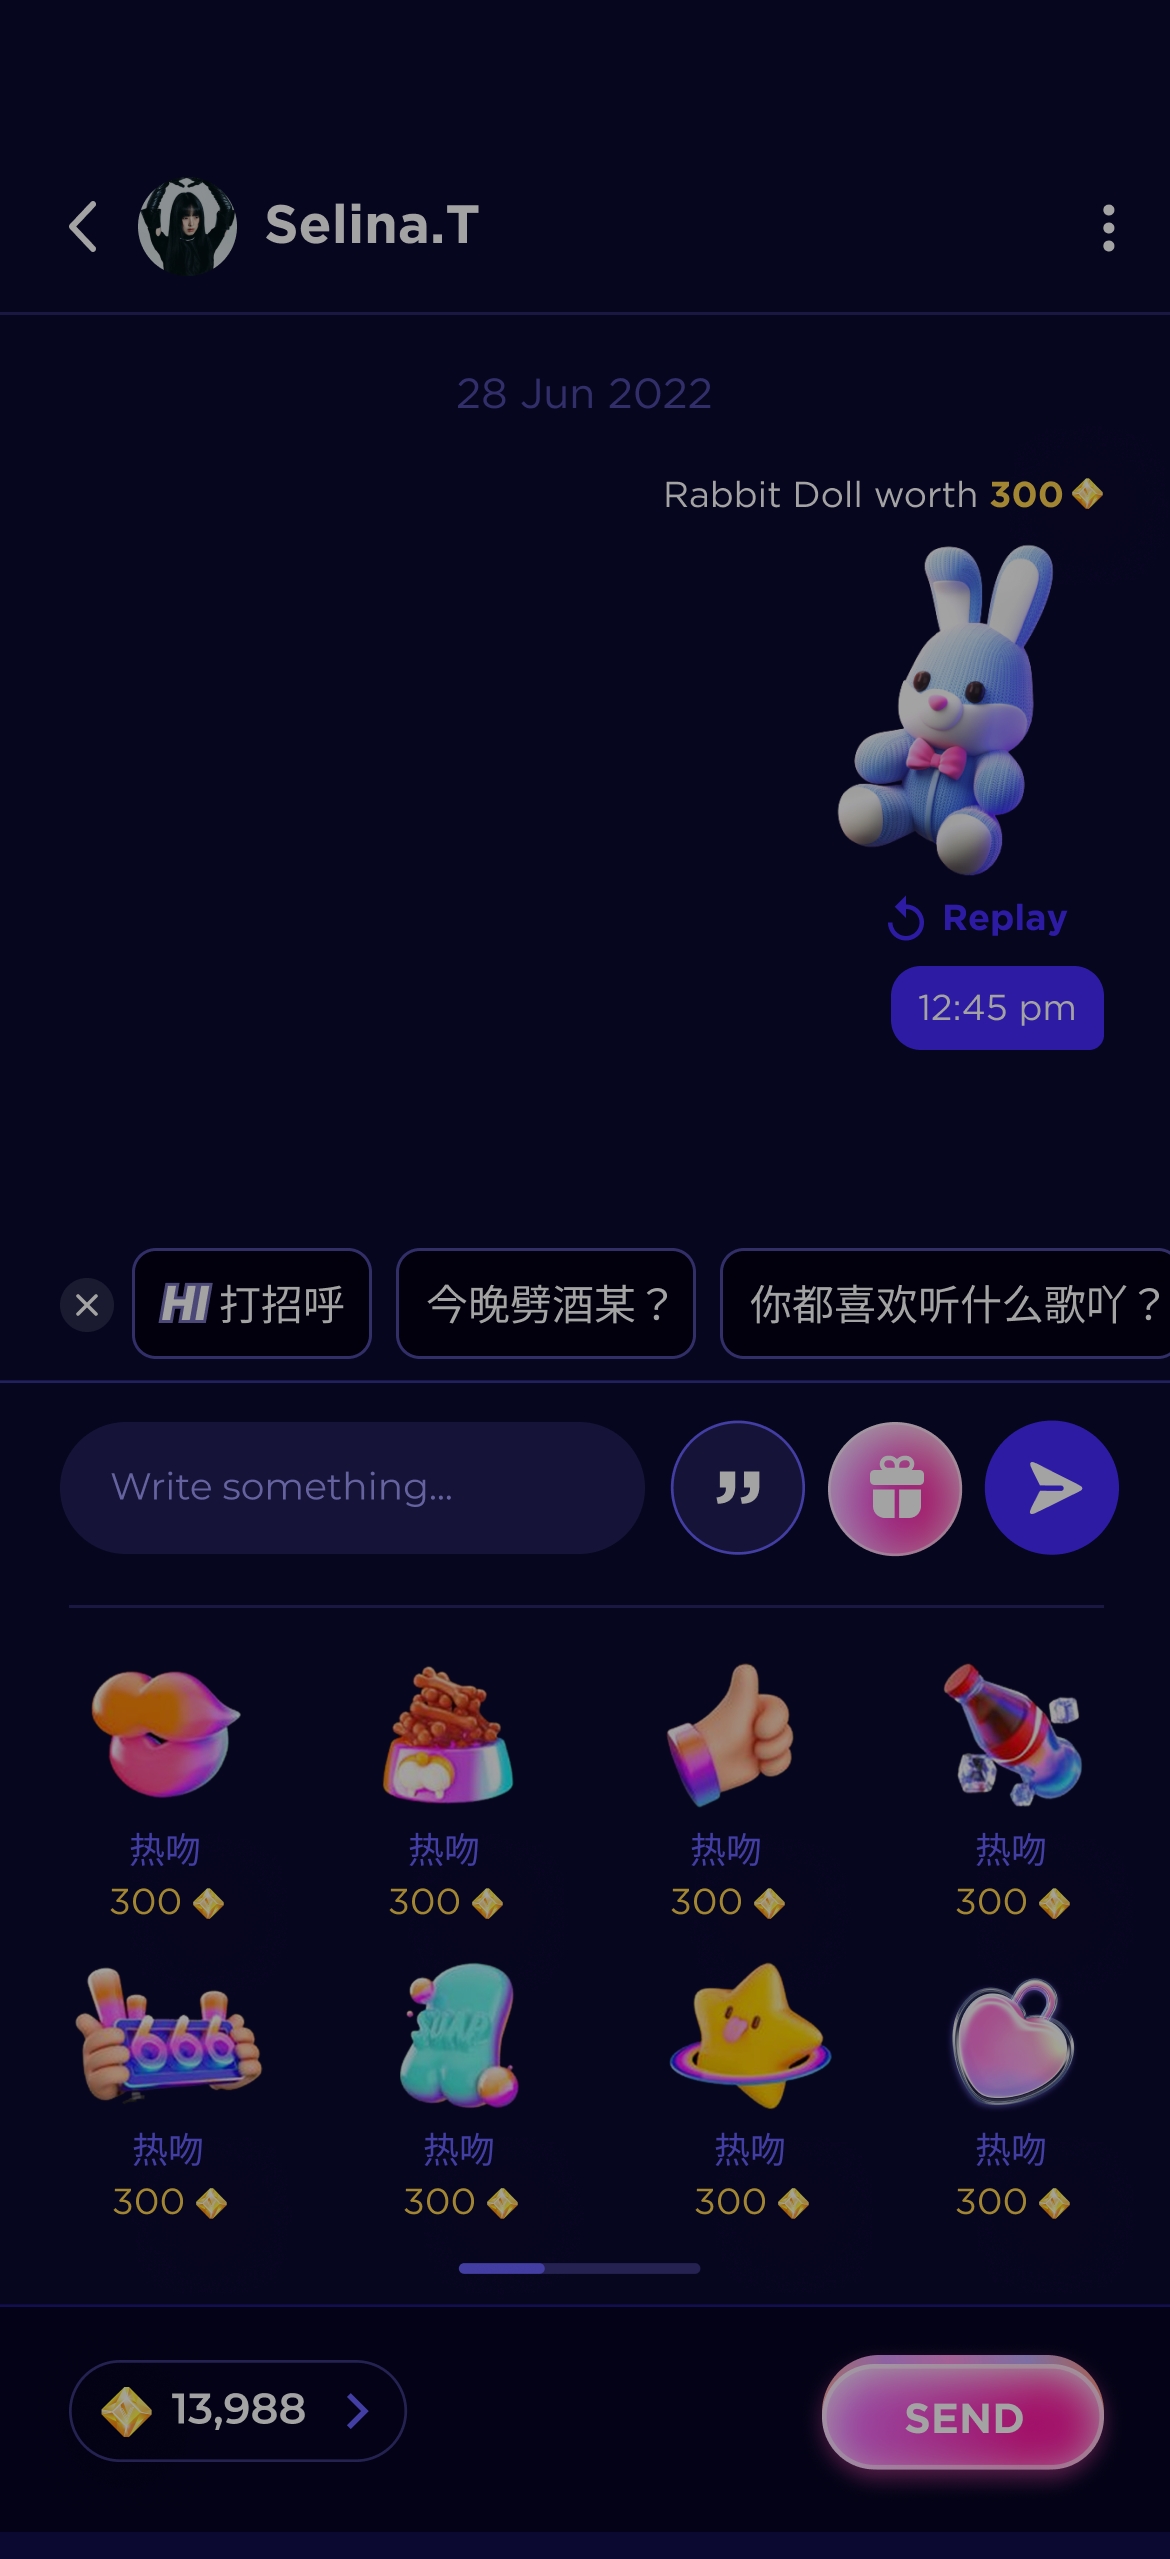 Selina.T
28 Jun 2022
Rabbit Doll worth 300
Replay
12:45 pm
HI 打招呼
今晚劈酒某？
你都喜欢听什么歌吖？
Write something...
热吻 热吻 热吻 热吻
300 300 300 300
666 SOAP
热吻 热吻 热吻 热吻
300 300 300 300
13,988
SEND